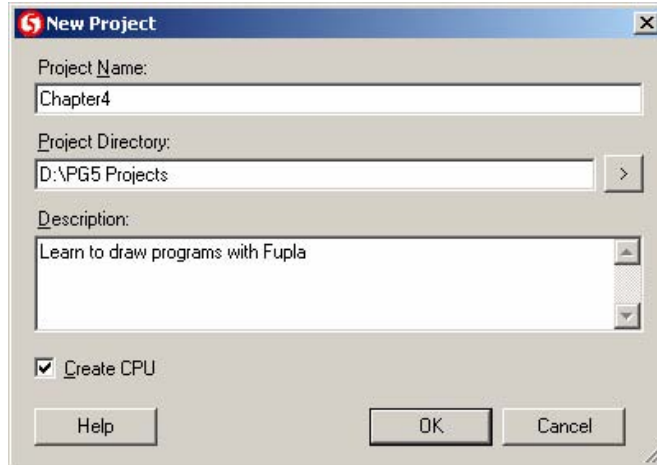 New Project
Project Name:
Chapter4
Project Directory:
D:\PG5 Projects
>
Description:
Learn to draw programs with Fupla
Create CPU
Help
OK
Cancel